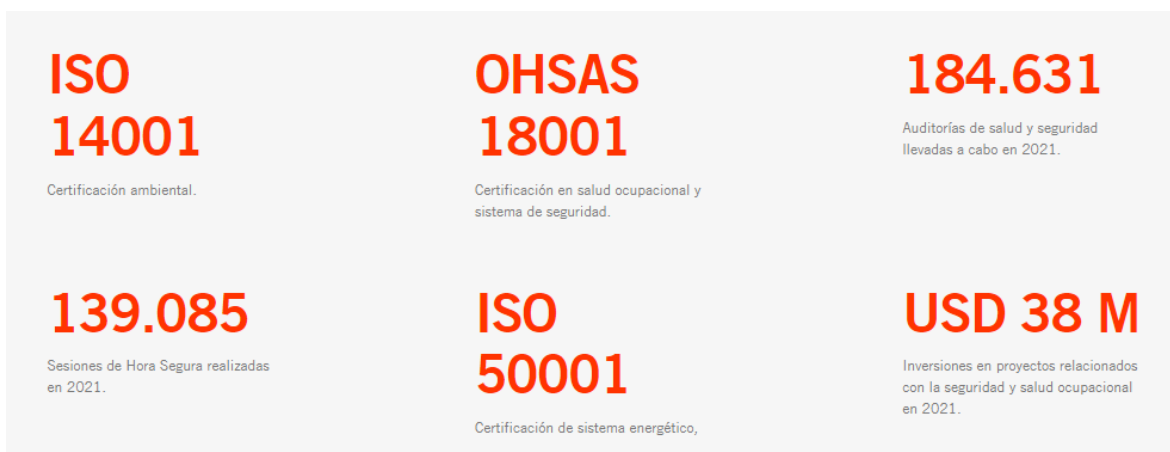 ISO
14001
Certificación ambiental.
OHSAS
18001
Certificación en salud ocupacional y
sistema de seguridad.
184.631
Auditorías de salud y seguridad
llevadas a cabo en 2021.
139.085
Sesiones de Hora Segura realizadas
en 2021.
ISO
50001
Certificación de sistema energético,
USD 38 M
Inversiones en proyectos relacionados
con la seguridad y salud ocupacional
en 2021.